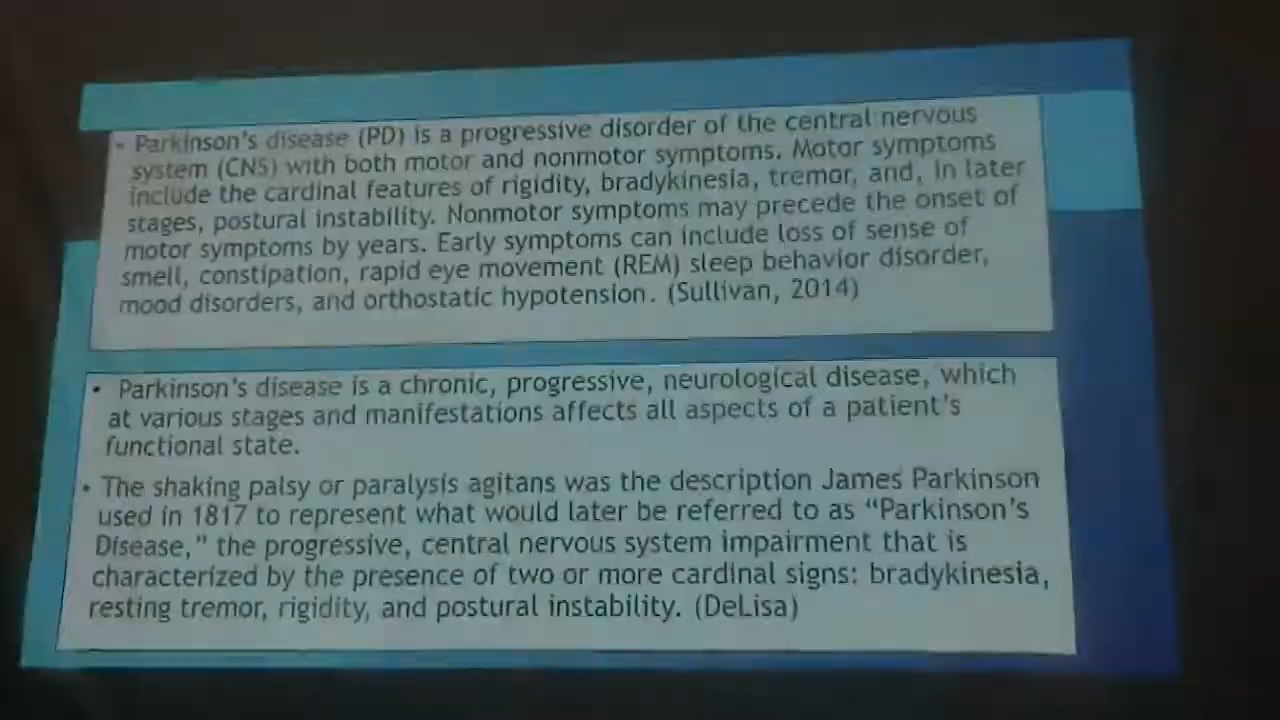 • Parkinson's disease (PD) is a progressive disorder of the central nervous
system (CNS) with both motor and nonmotor symptoms. Motor symptoms
include the cardinal features of rigidity, bradykinesia, tremor, and, in later
stages, postural instability. Nonmotor symptoms may precede the onset of
motor symptoms by years. Early symptoms can include loss of sense of
smell, constipation, rapid eye movement (REM) sleep behavior disorder,
mood disorders, and orthostatic hypotension. (Sullivan, 2014)
• Parkinson's disease is a chronic, progressive, neurological disease, which
at various stages and manifestations affects all aspects of a patient's
functional state.
• The shaking palsy or paralysis agitans was the description James Parkinson
used in 1817 to represent what would later be referred to as “Parkinson's
Disease,” the progressive, central nervous system impairment that is
characterized by the presence of two or more cardinal signs: bradykinesia,
resting tremor, rigidity, and postural instability. (DeLisa)